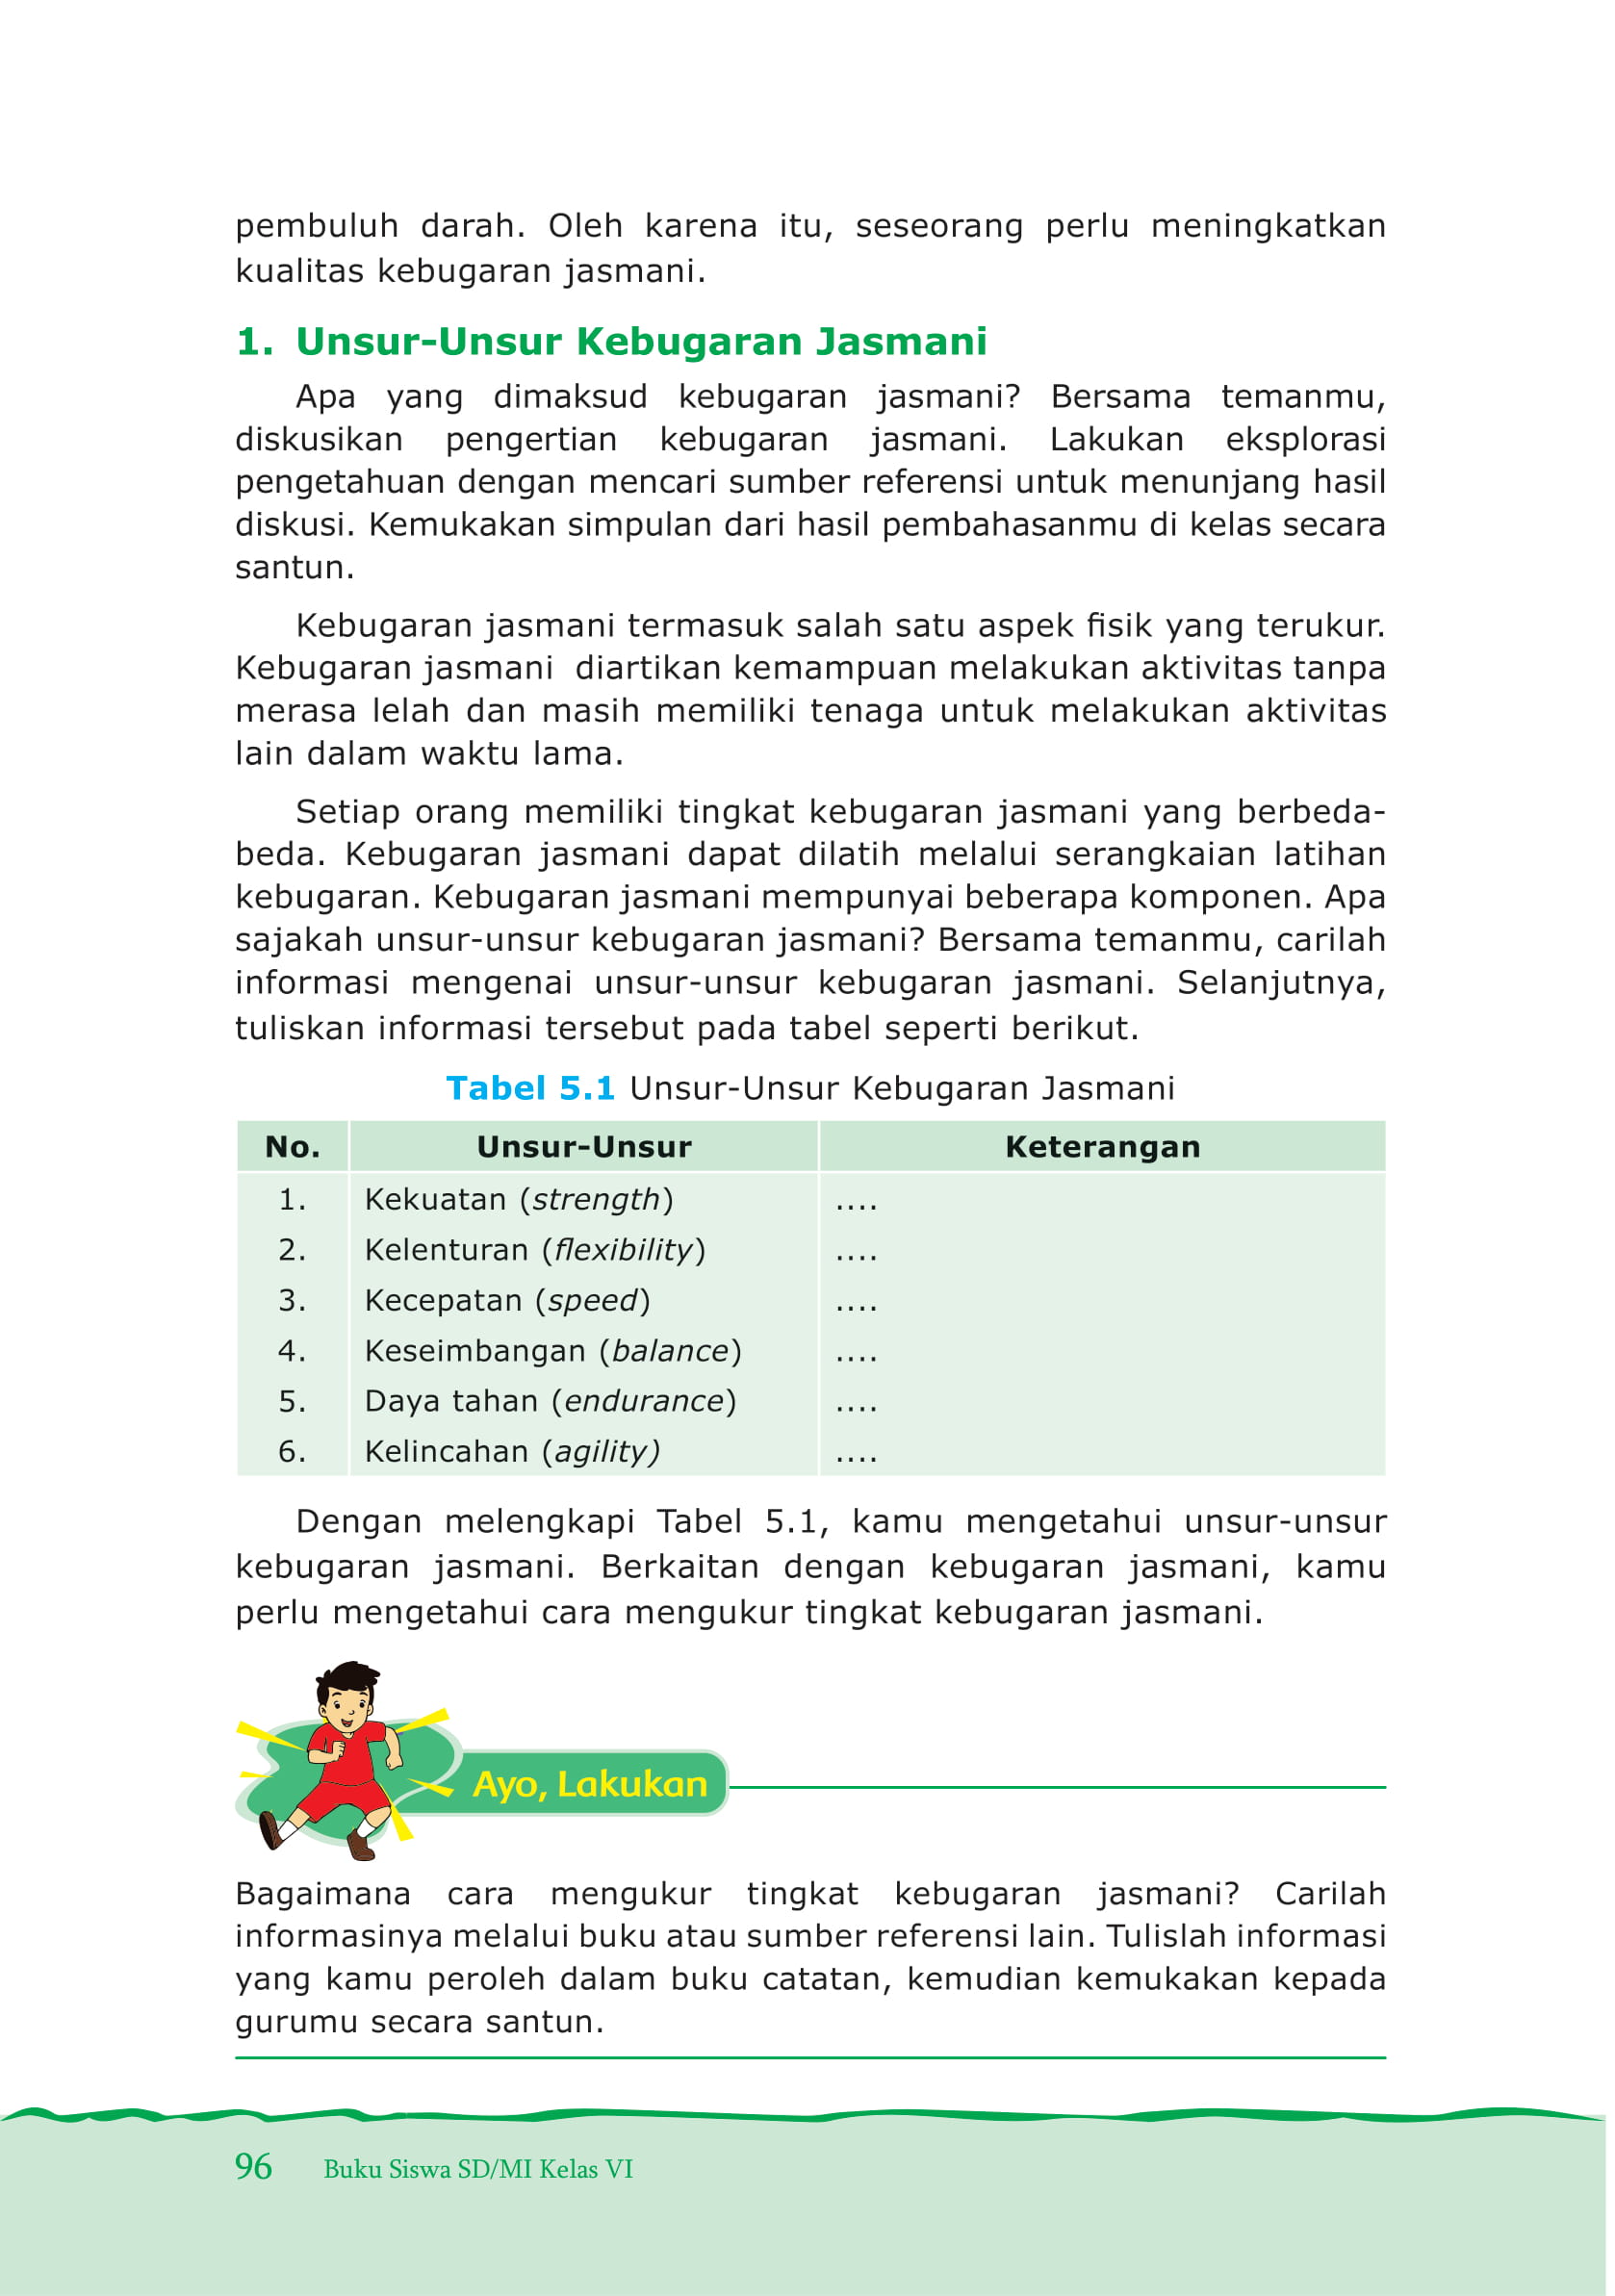 pembuluh darah. Oleh karena itu, seseorang perlu meningkatkan
kualitas kebugaran jasmani.
1. Unsur-Unsur Kebugaran Jasmani
Apa yang dimaksud kebugaran jasmani? Bersama temanmu,
diskusikan pengertian kebugaran jasmani. Lakukan eksplorasi
pengetahuan dengan mencari sumber referensi untuk menunjang hasil
diskusi. Kemukakan simpulan dari hasil pembahasanmu di kelas secara
santun.
Kebugaran jasmani termasuk salah satu aspek fisik yang terukur.
Kebugaran jasmani diartikan kemampuan melakukan aktivitas tanpa
merasa lelah dan masih memiliki tenaga untuk melakukan aktivitas
lain dalam waktu lama.
Setiap orang memiliki tingkat kebugaran jasmani yang berbeda-
beda. Kebugaran jasmani dapat dilatih melalui serangkaian latihan
kebugaran. Kebugaran jasmani mempunyai beberapa komponen. Apa
sajakah unsur-unsur kebugaran jasmani? Bersama temanmu, carilah
informasi mengenai unsur-unsur kebugaran jasmani. Selanjutnya,
tuliskan informasi tersebut pada tabel seperti berikut.
Tabel 5.1 Unsur-Unsur Kebugaran Jasmani
No. Unsur-Unsur Keterangan
1. Kekuatan (strength) ....
2. Kelenturan (flexibility) ....
3. Kecepatan (speed) ....
4. Keseimbangan (balance) ....
5. Daya tahan (endurance) ....
6. Kelincahan (agility) ....
Dengan melengkapi Tabel 5.1, kamu mengetahui unsur-unsur
kebugaran jasmani. Berkaitan dengan kebugaran jasmani, kamu
perlu mengetahui cara mengukur tingkat kebugaran jasmani.
Ayo, Lakukan
Bagaimana cara mengukur tingkat kebugaran jasmani? Carilah
informasinya melalui buku atau sumber referensi lain. Tulislah informasi
yang kamu peroleh dalam buku catatan, kemudian kemukakan kepada
gurumu secara santun.
96 Buku Siswa SD/MI Kelas VI